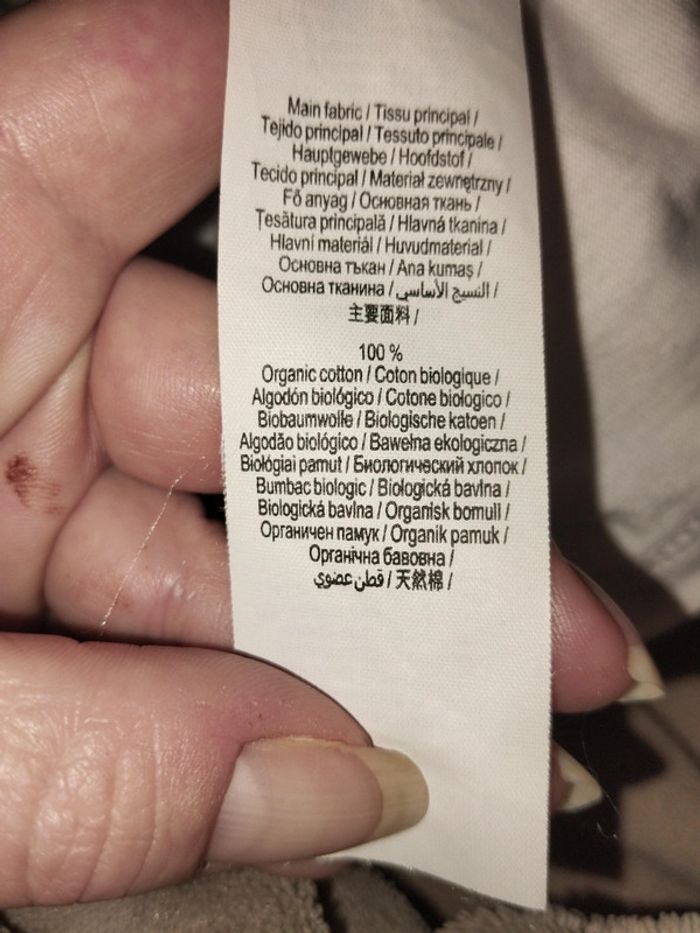 Main fabric / Tissu principal /
Tejido principal / Tessuto principale /
Hauptgewebe / Hoofdstof /
Tecido principal / Materiał zewnętrzny /
Fő anyag / Основная ткань /
Țesătura principală / Hlavná tkanina /
Hlavní materiál / Huvudmaterial /
Основна тъкан / Ana kumaş /
Основна тканина / النسيج الأساسي /
主要面料 /
100 %
Organic cotton / Coton biologique /
Algodón biológico / Cotone biologico /
Biobaumwolle / Biologische katoen /
Algodão biológico / Bawełna ekologiczna /
Biológiai pamut / Биологический хлопок /
Bumbac biologic / Biologická bavlna /
Biologická bavlna / Organisk bomull /
Органичен памук / Organik pamuk /
Органічна бавовна /
قطن عضوي / 天然棉 /